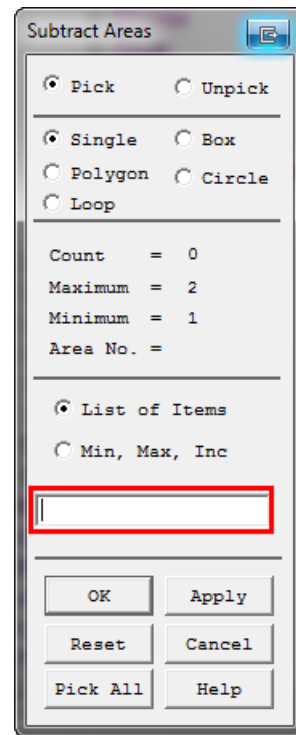 Subtract Areas
Pick Unpick
Single Box
Polygon Circle
Loop
Count = 0
Maximum = 2
Minimum = 1
Area No. =
List of Items
Min, Max, Inc
OK Apply
Reset Cancel
Pick All Help